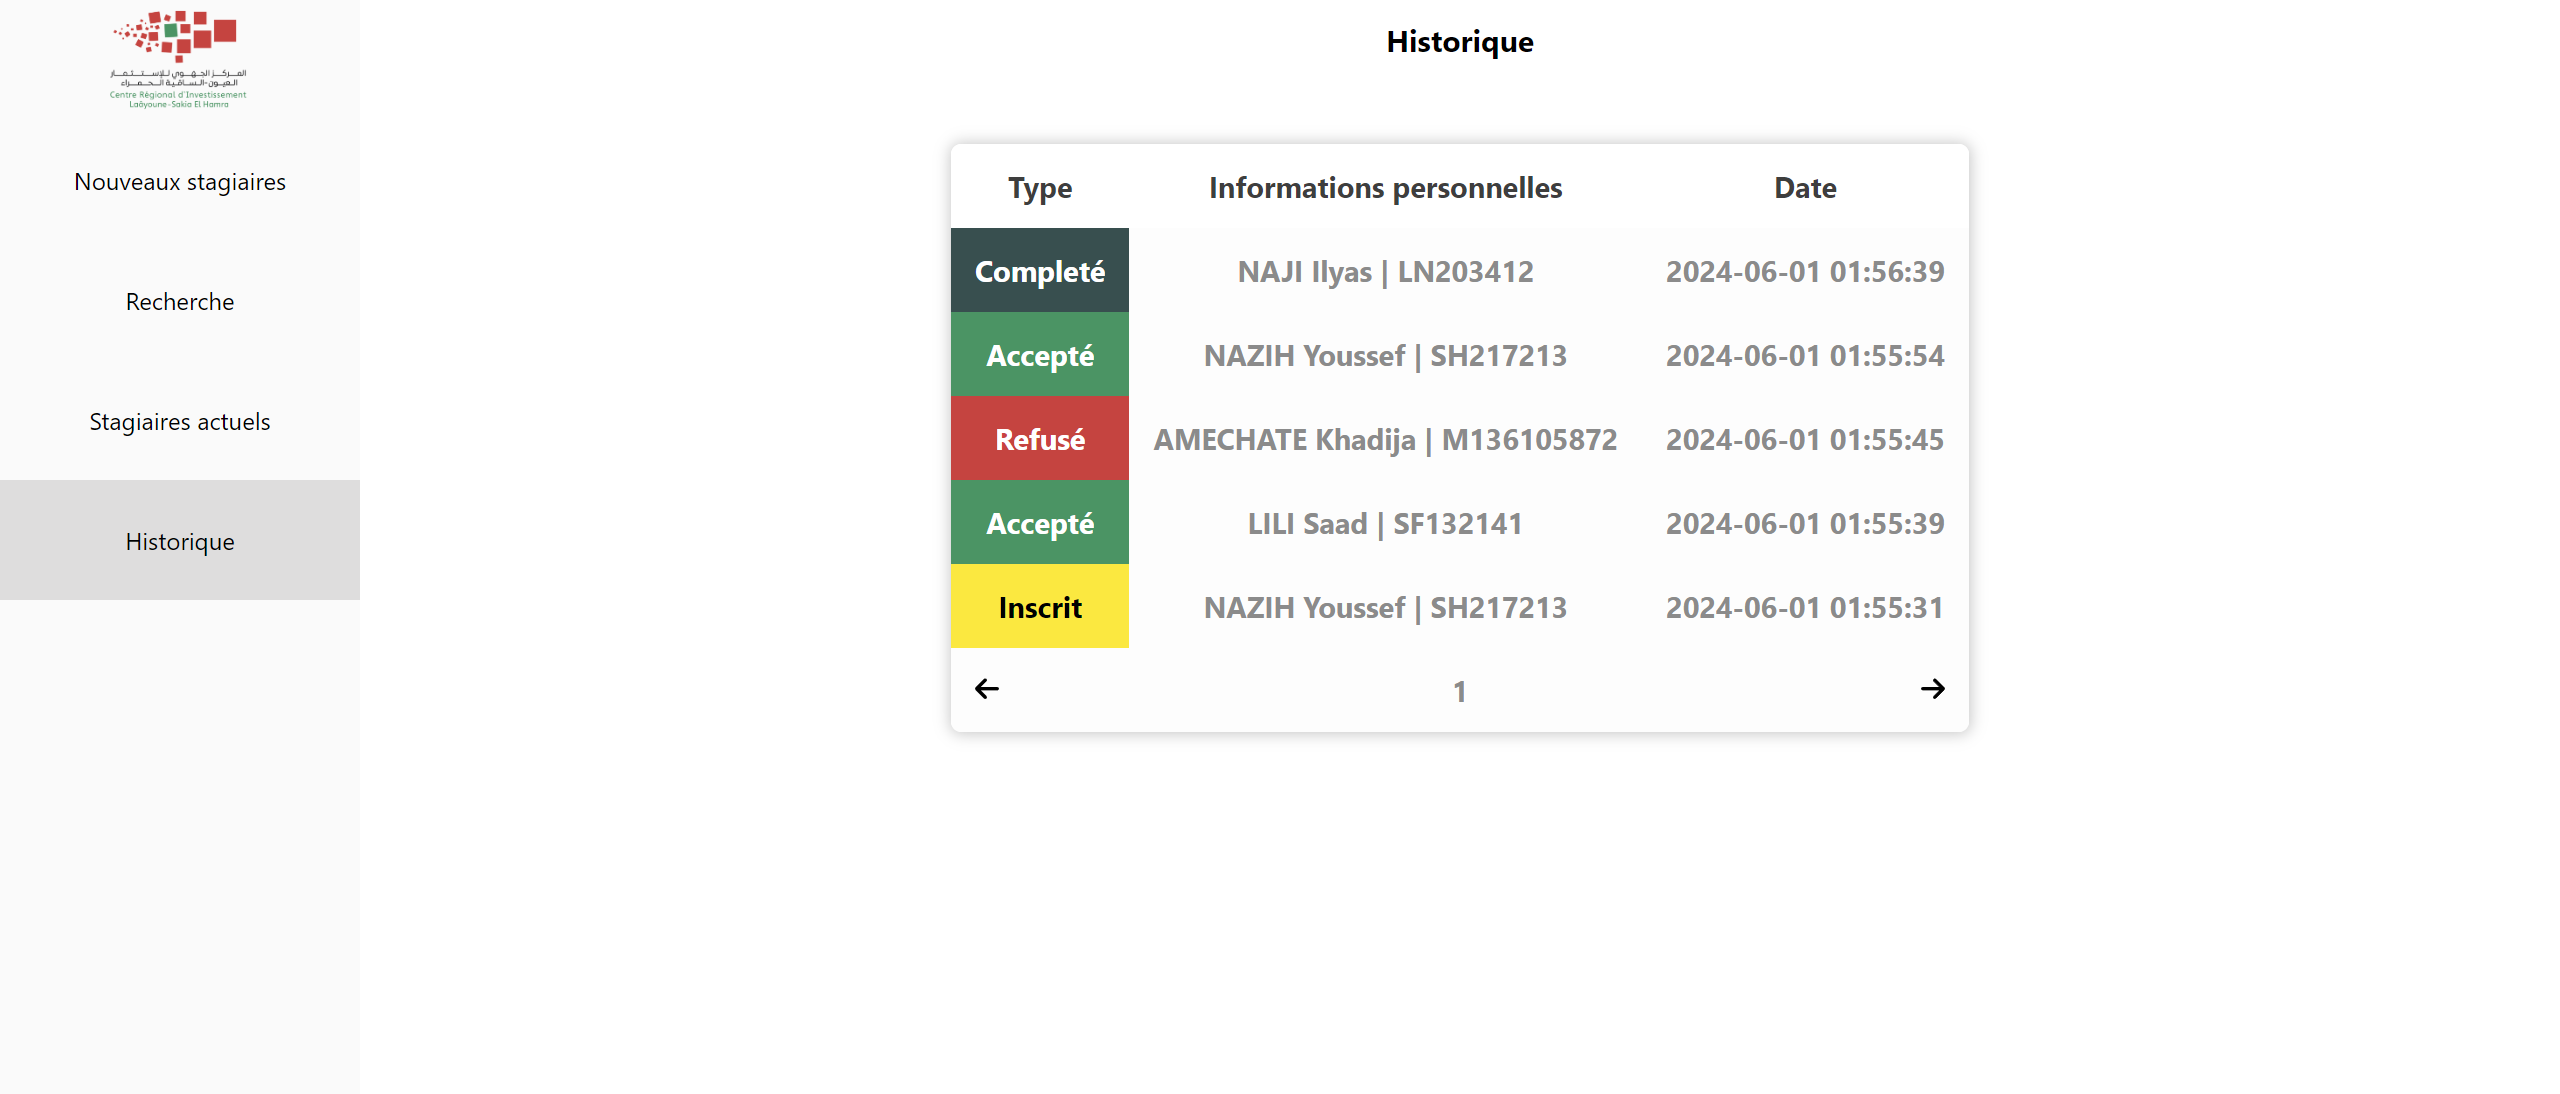 المركز الجهوي للإستثمار
العيون-الساقية الحمراء
Centre Régional d'Investissement
Laâyoune-Sakia El Hamra
Nouveaux stagiaires
Recherche
Stagiaires actuels
Historique
Historique
Type Informations personnelles Date
Completé NAJI Ilyas | LN203412 2024-06-01 01:56:39
Accepté NAZIH Youssef | SH217213 2024-06-01 01:55:54
Refusé AMECHATE Khadija | M136105872 2024-06-01 01:55:45
Accepté LILI Saad | SF132141 2024-06-01 01:55:39
Inscrit NAZIH Youssef | SH217213 2024-06-01 01:55:31
← 1 →